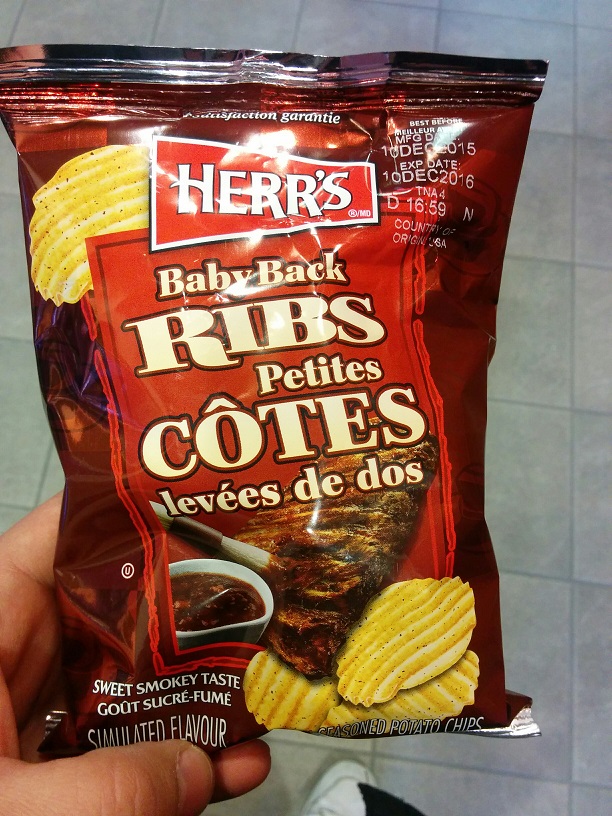 satisfaction garantie
BEST BEFORE
MEILLEUR A
MFG D
10DEC2015
EXP DATE:
10DEC2016
TNA4
D 16:59 N
COUNTRY OF
ORIGIN USA
HERR'S
®/MD
Baby Back
RIBS
Petites
CÔTES
levées de dos
U
SWEET SMOKEY TASTE
GOÛT SUCRÉ-FUMÉ
SIMULATED FLAVOUR
SEASONED POTATO CHIPS